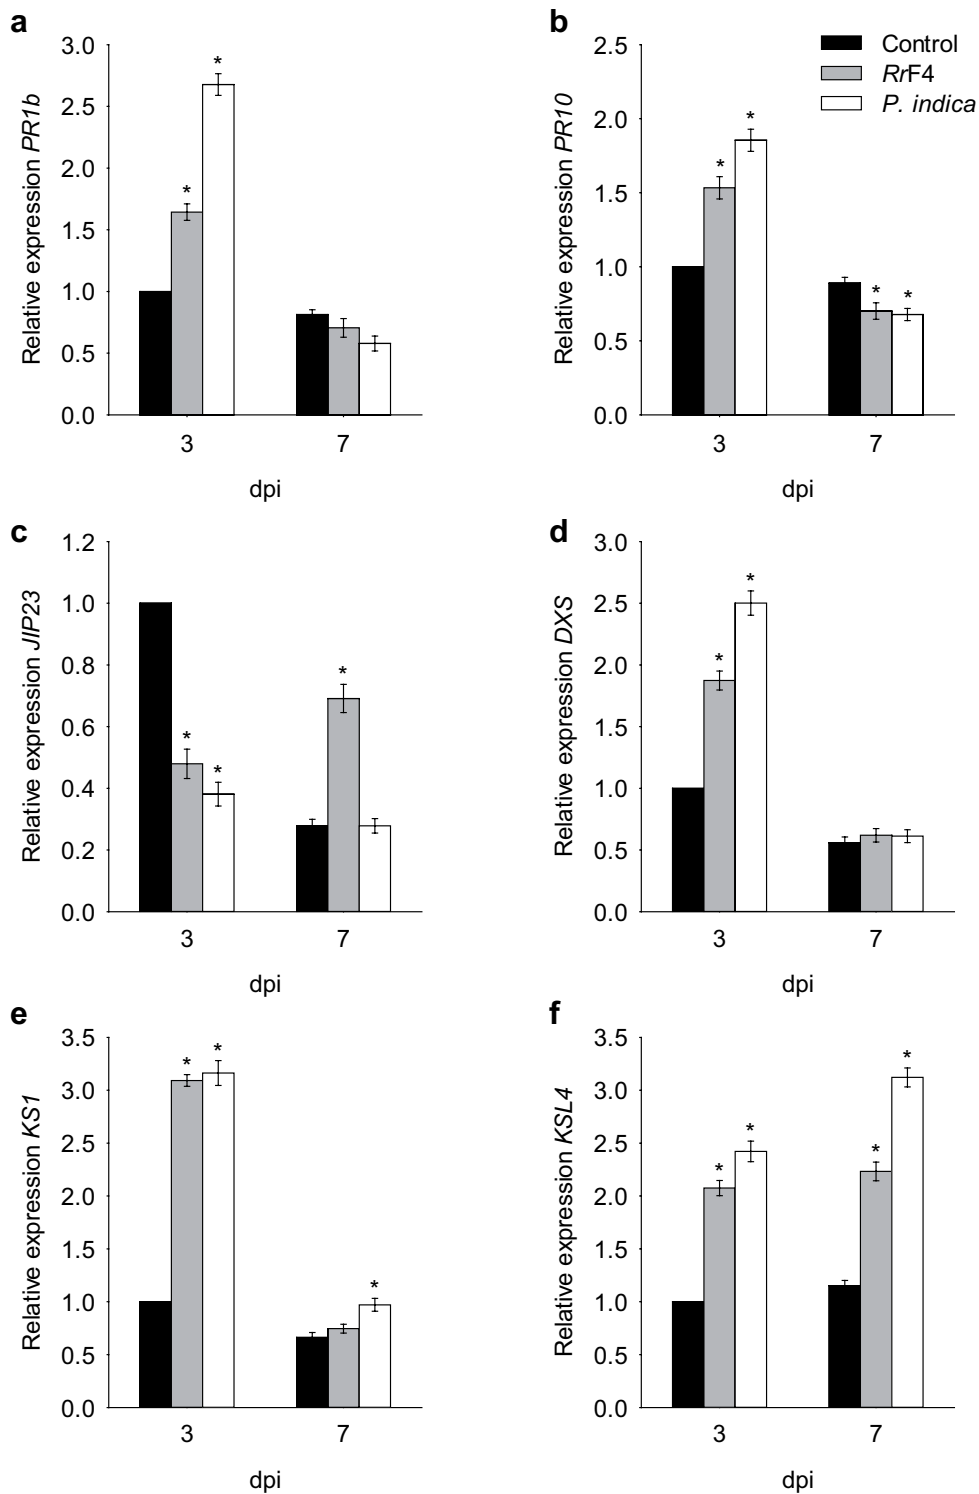 a
Relative expression PR1b
3.0
2.5
2.0
1.5
1.0
0.5
0.0
* *
3 7
dpi
b
Control
RrF4
P. indica
Relative expression PR10
2.5
2.0
1.5
1.0
0.5
0.0
* * * *
3 7
dpi
c
Relative expression JIP23
1.2
1.0
0.8
0.6
0.4
0.2
0.0
* * *
3 7
dpi
d
Relative expression DXS
3.0
2.5
2.0
1.5
1.0
0.5
0.0
* *
3 7
dpi
e
Relative expression KS1
3.5
3.0
2.5
2.0
1.5
1.0
0.5
0.0
* * *
3 7
dpi
f
Relative expression KSL4
3.5
3.0
2.5
2.0
1.5
1.0
0.5
0.0
* * * *
3 7
dpi